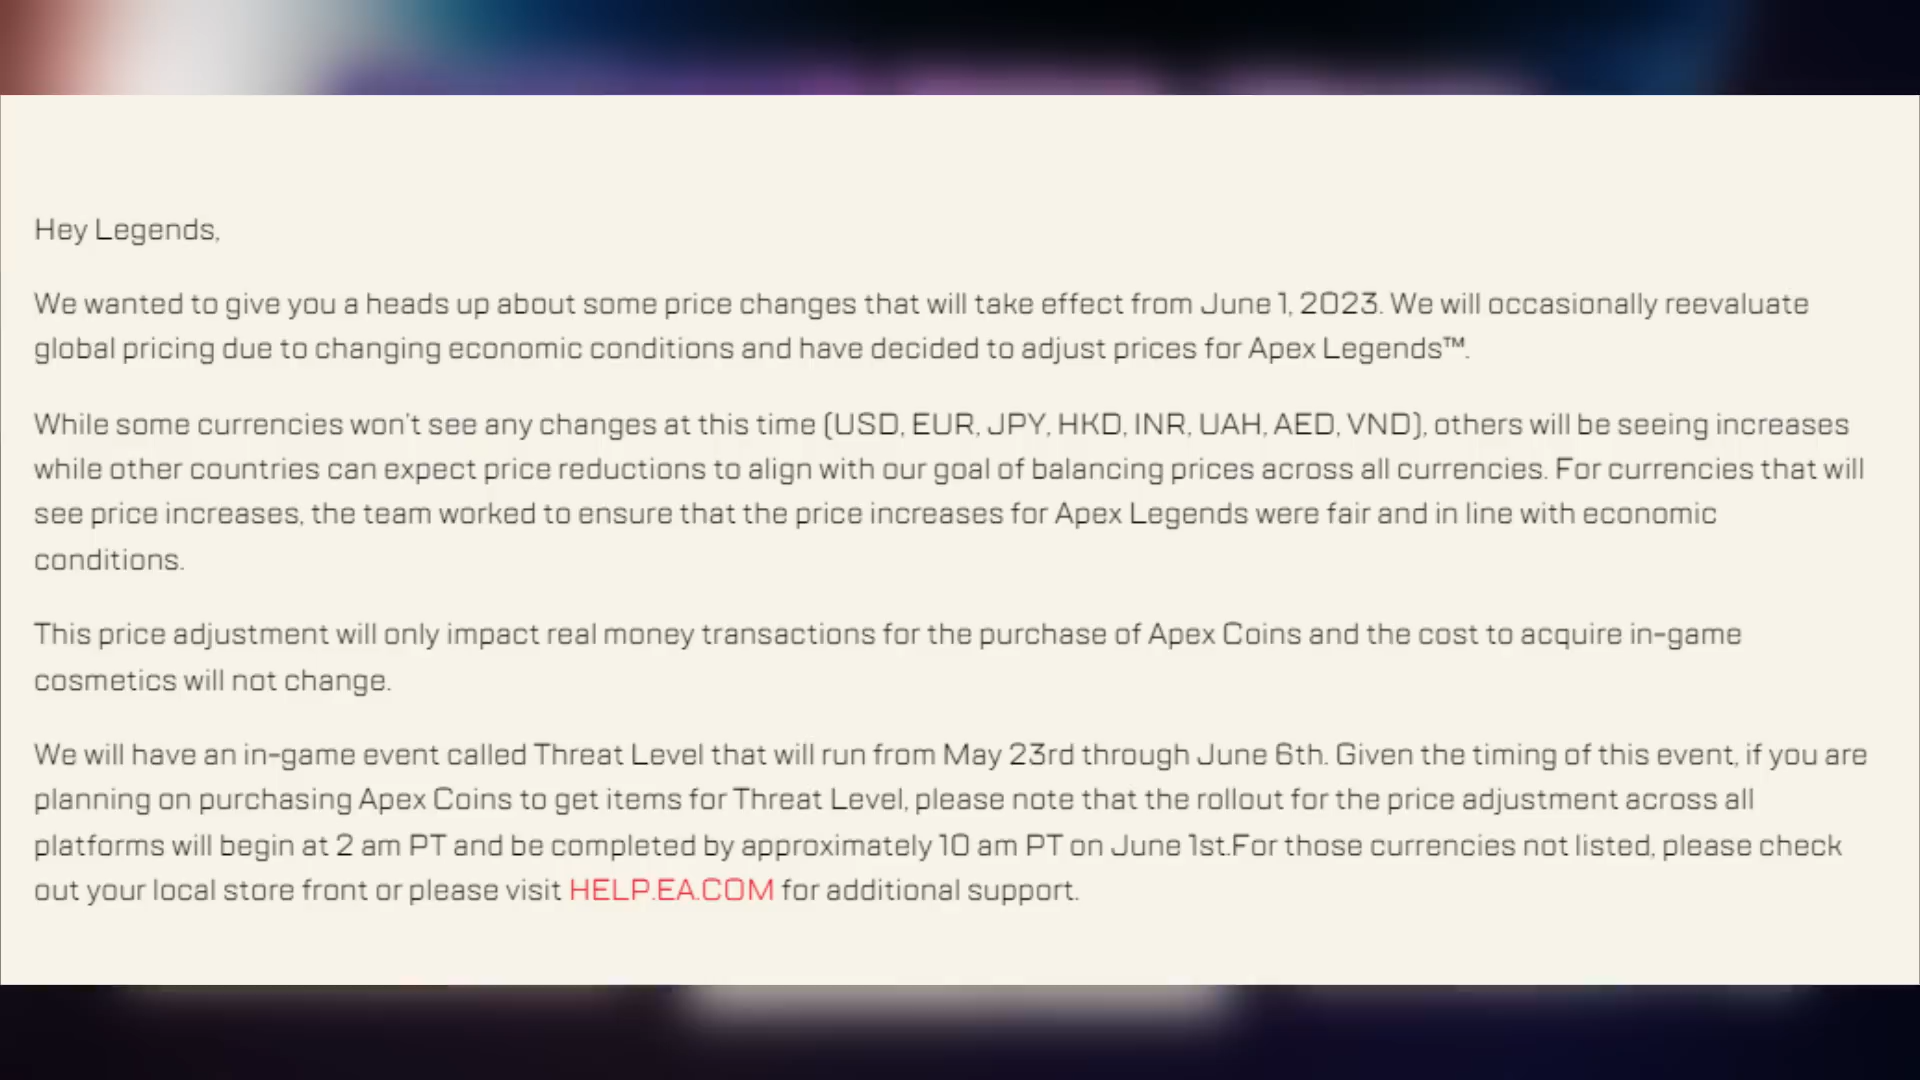 Hey Legends,
We wanted to give you a heads up about some price changes that will take effect from June 1, 2023. We will occasionally reevaluate
global pricing due to changing economic conditions and have decided to adjust prices for Apex Legends™.
While some currencies won't see any changes at this time (USD, EUR, JPY, HKD, INR, UAH, AED, VND), others will be seeing increases
while other countries can expect price reductions to align with our goal of balancing prices across all currencies. For currencies that will
see price increases, the team worked to ensure that the price increases for Apex Legends were fair and in line with economic
conditions.
This price adjustment will only impact real money transactions for the purchase of Apex Coins and the cost to acquire in-game
cosmetics will not change.
We will have an in-game event called Threat Level that will run from May 23rd through June 6th. Given the timing of this event, if you are
planning on purchasing Apex Coins to get items for Threat Level, please note that the rollout for the price adjustment across all
platforms will begin at 2 am PT and be completed by approximately 10 am PT on June 1st.For those currencies not listed, please check
out your local store front or please visit HELP.EA.COM for additional support.